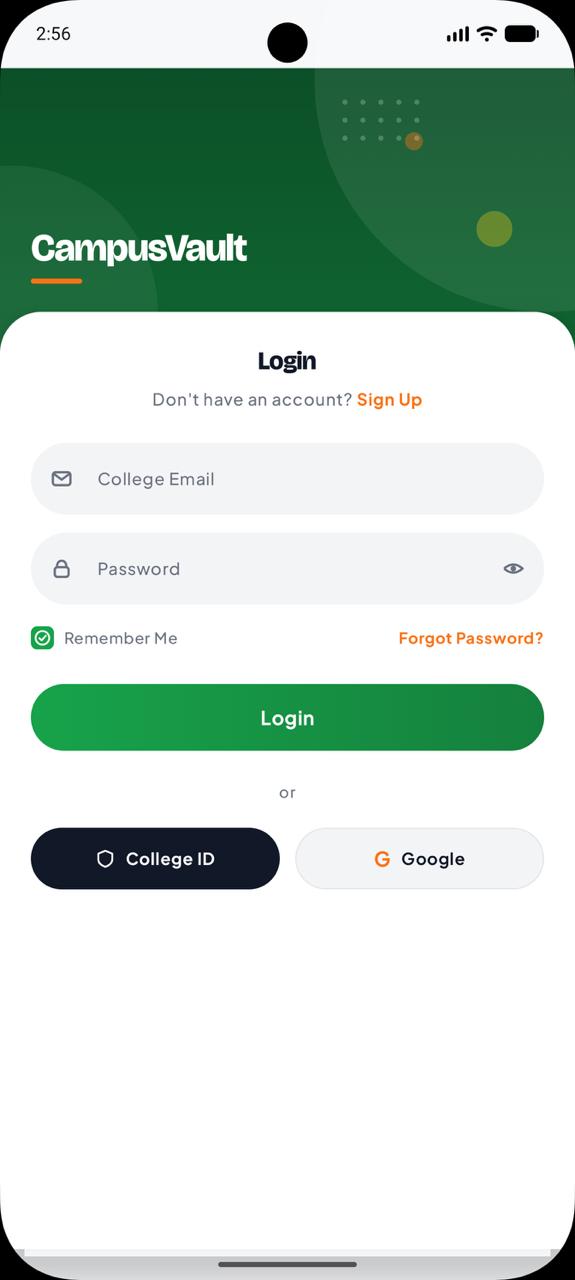 2:56
CampusVault
Login
Don't have an account? Sign Up
College Email
Password
Remember Me Forgot Password?
Login
or
College ID G Google